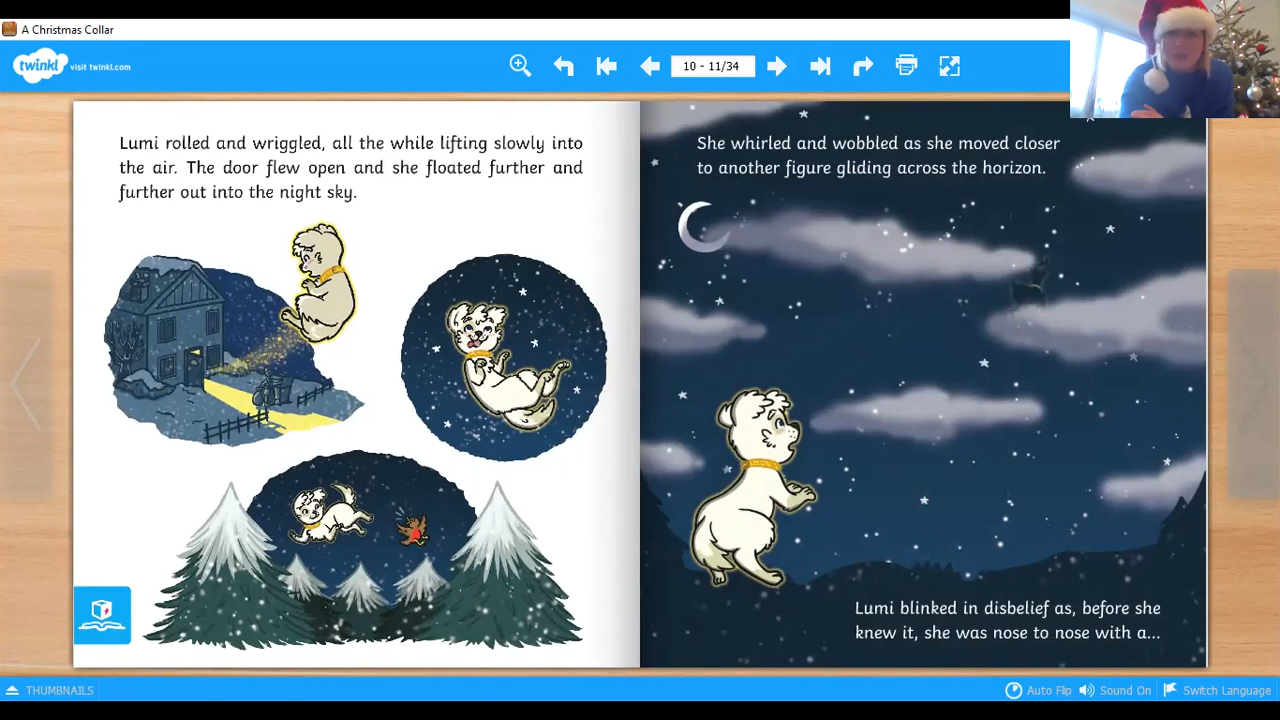 A Christmas Collar
twinkl visit twinkl.com
10 - 11/34
Lumi rolled and wriggled, all the while lifting slowly into
the air. The door flew open and she floated further and
further out into the night sky.
She whirled and wobbled as she moved closer
to another figure gliding across the horizon.
Lumi blinked in disbelief as, before she
knew it, she was nose to nose with a...
THUMBNAILS
Auto Flip
Sound On
Switch Language